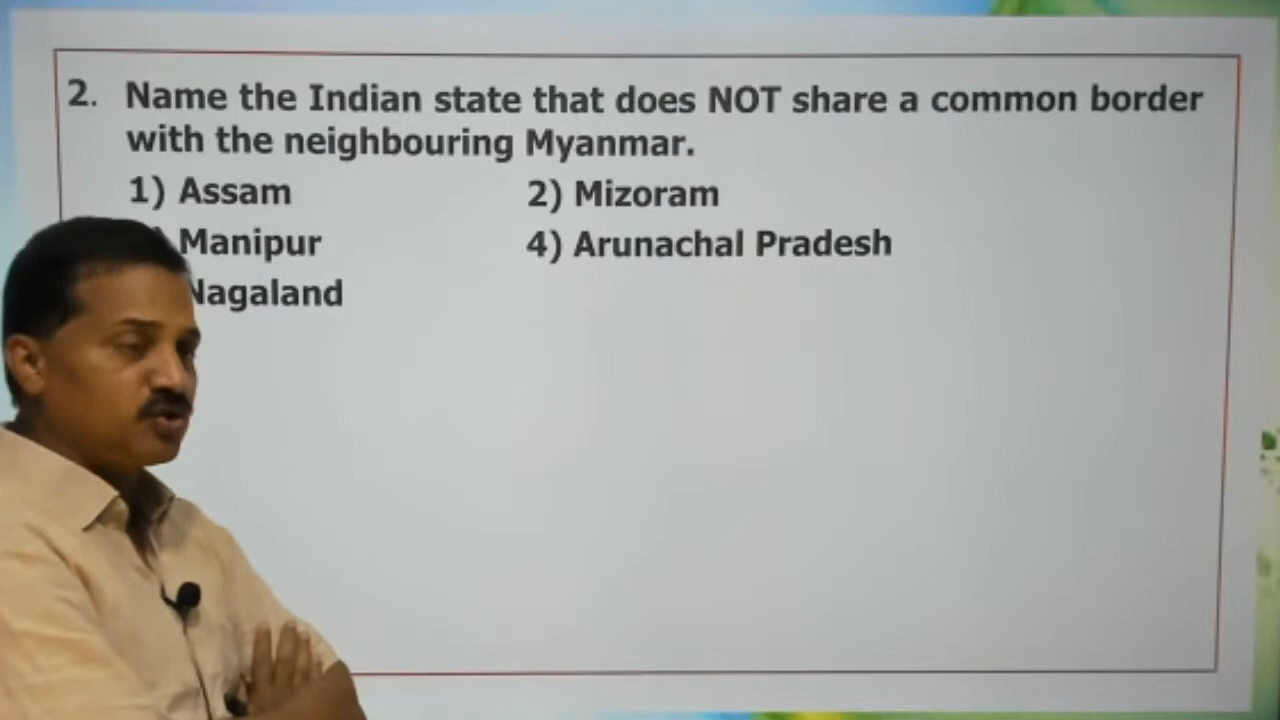 2. Name the Indian state that does NOT share a common border
with the neighbouring Myanmar.
1) Assam 2) Mizoram
Manipur 4) Arunachal Pradesh
Nagaland